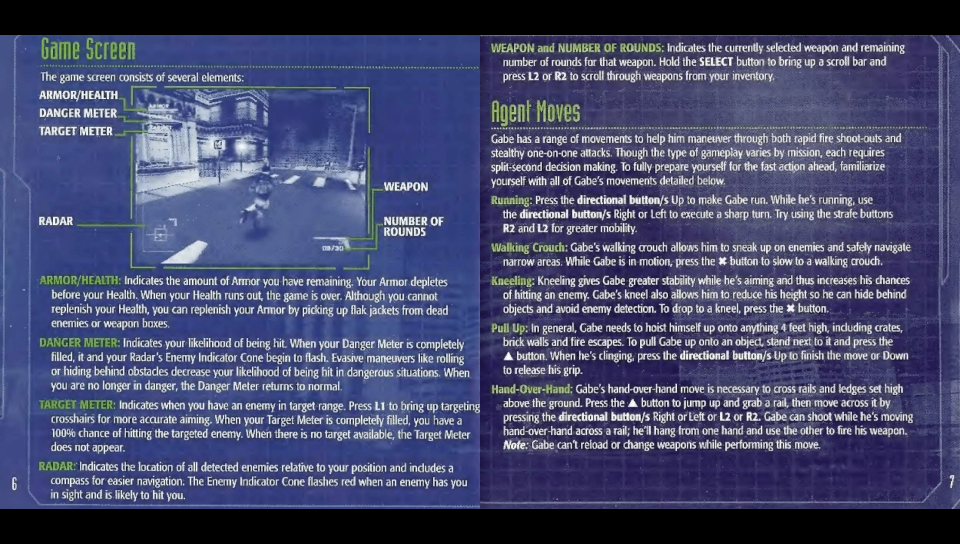 Game Screen
The game screen consists of several elements:
ARMOR/HEALTH
DANGER METER
TARGET METER
RADAR
WEAPON
NUMBER OF
ROUNDS
ARMOR/HEALTH: Indicates the amount of Armor you have remaining. Your Armor depletes
before your Health. When your Health runs out, the game is over. Although you cannot
replenish your Health, you can replenish your Armor by picking up flak jackets from dead
enemies or weapon boxes.
DANGER METER: Indicates your likelihood of being hit. When your Danger Meter is completely
filled, it and your Radar's Enemy Indicator Cone begin to flash. Evasive maneuvers like rolling
or hiding behind obstacles decrease your likelihood of being hit in dangerous situations. When
you are no longer in danger, the Danger Meter returns to normal.
TARGET METER: Indicates when you have an enemy in target range. Press L1 to bring up targeting
crosshairs for more accurate aiming. When your Target Meter is completely filled, you have a
100% chance of hitting the targeted enemy. When there is no target available, the Target Meter
does not appear.
RADAR: Indicates the location of all detected enemies relative to your position and includes a
compass for easier navigation. The Enemy Indicator Cone flashes red when an enemy has you
in sight and is likely to hit you.
6
WEAPON and NUMBER OF ROUNDS: Indicates the currently selected weapon and remaining
number of rounds for that weapon. Hold the SELECT button to bring up a scroll bar and
press L2 or R2 to scroll through weapons from your inventory.
Agent Moves
Gabe has a range of movements to help him maneuver through both rapid fire shoot-outs and
stealthy one-on-one attacks. Though the type of gameplay varies by mission, each requires
split-second decision making. To fully prepare yourself for the fast action ahead, familiarize
yourself with all of Gabe's movements detailed below.
Running: Press the directional button/s Up to make Gabe run. While he's running, use
the directional button/s Right or Left to execute a sharp turn. Try using the strafe buttons
R2 and L2 for greater mobility.
Walking Crouch: Gabe's walking crouch allows him to sneak up on enemies and safely navigate
narrow areas. While Gabe is in motion, press the ✖ button to slow to a walking crouch.
Kneeling: Kneeling gives Gabe greater stability while he's aiming and thus increases his chances
of hitting an enemy. Gabe's kneel also allows him to reduce his height so he can hide behind
objects and avoid enemy detection. To drop to a kneel, press the ✖ button.
Pull Up: In general, Gabe needs to hoist himself up onto anything 4 feet high, including crates,
brick walls and fire escapes. To pull Gabe up onto an object, stand next to it and press the
▲ button. When he's clinging, press the directional button/s Up to finish the move or Down
to release his grip.
Hand-Over-Hand: Gabe's hand-over-hand move is necessary to cross rails and ledges set high
above the ground. Press the ▲ button to jump up and grab a rail, then move across it by
pressing the directional button/s Right or Left or L2 or R2. Gabe can shoot while he's moving
hand-over-hand across a rail; he'll hang from one hand and use the other to fire his weapon.
Note: Gabe can't reload or change weapons while performing this move.
7